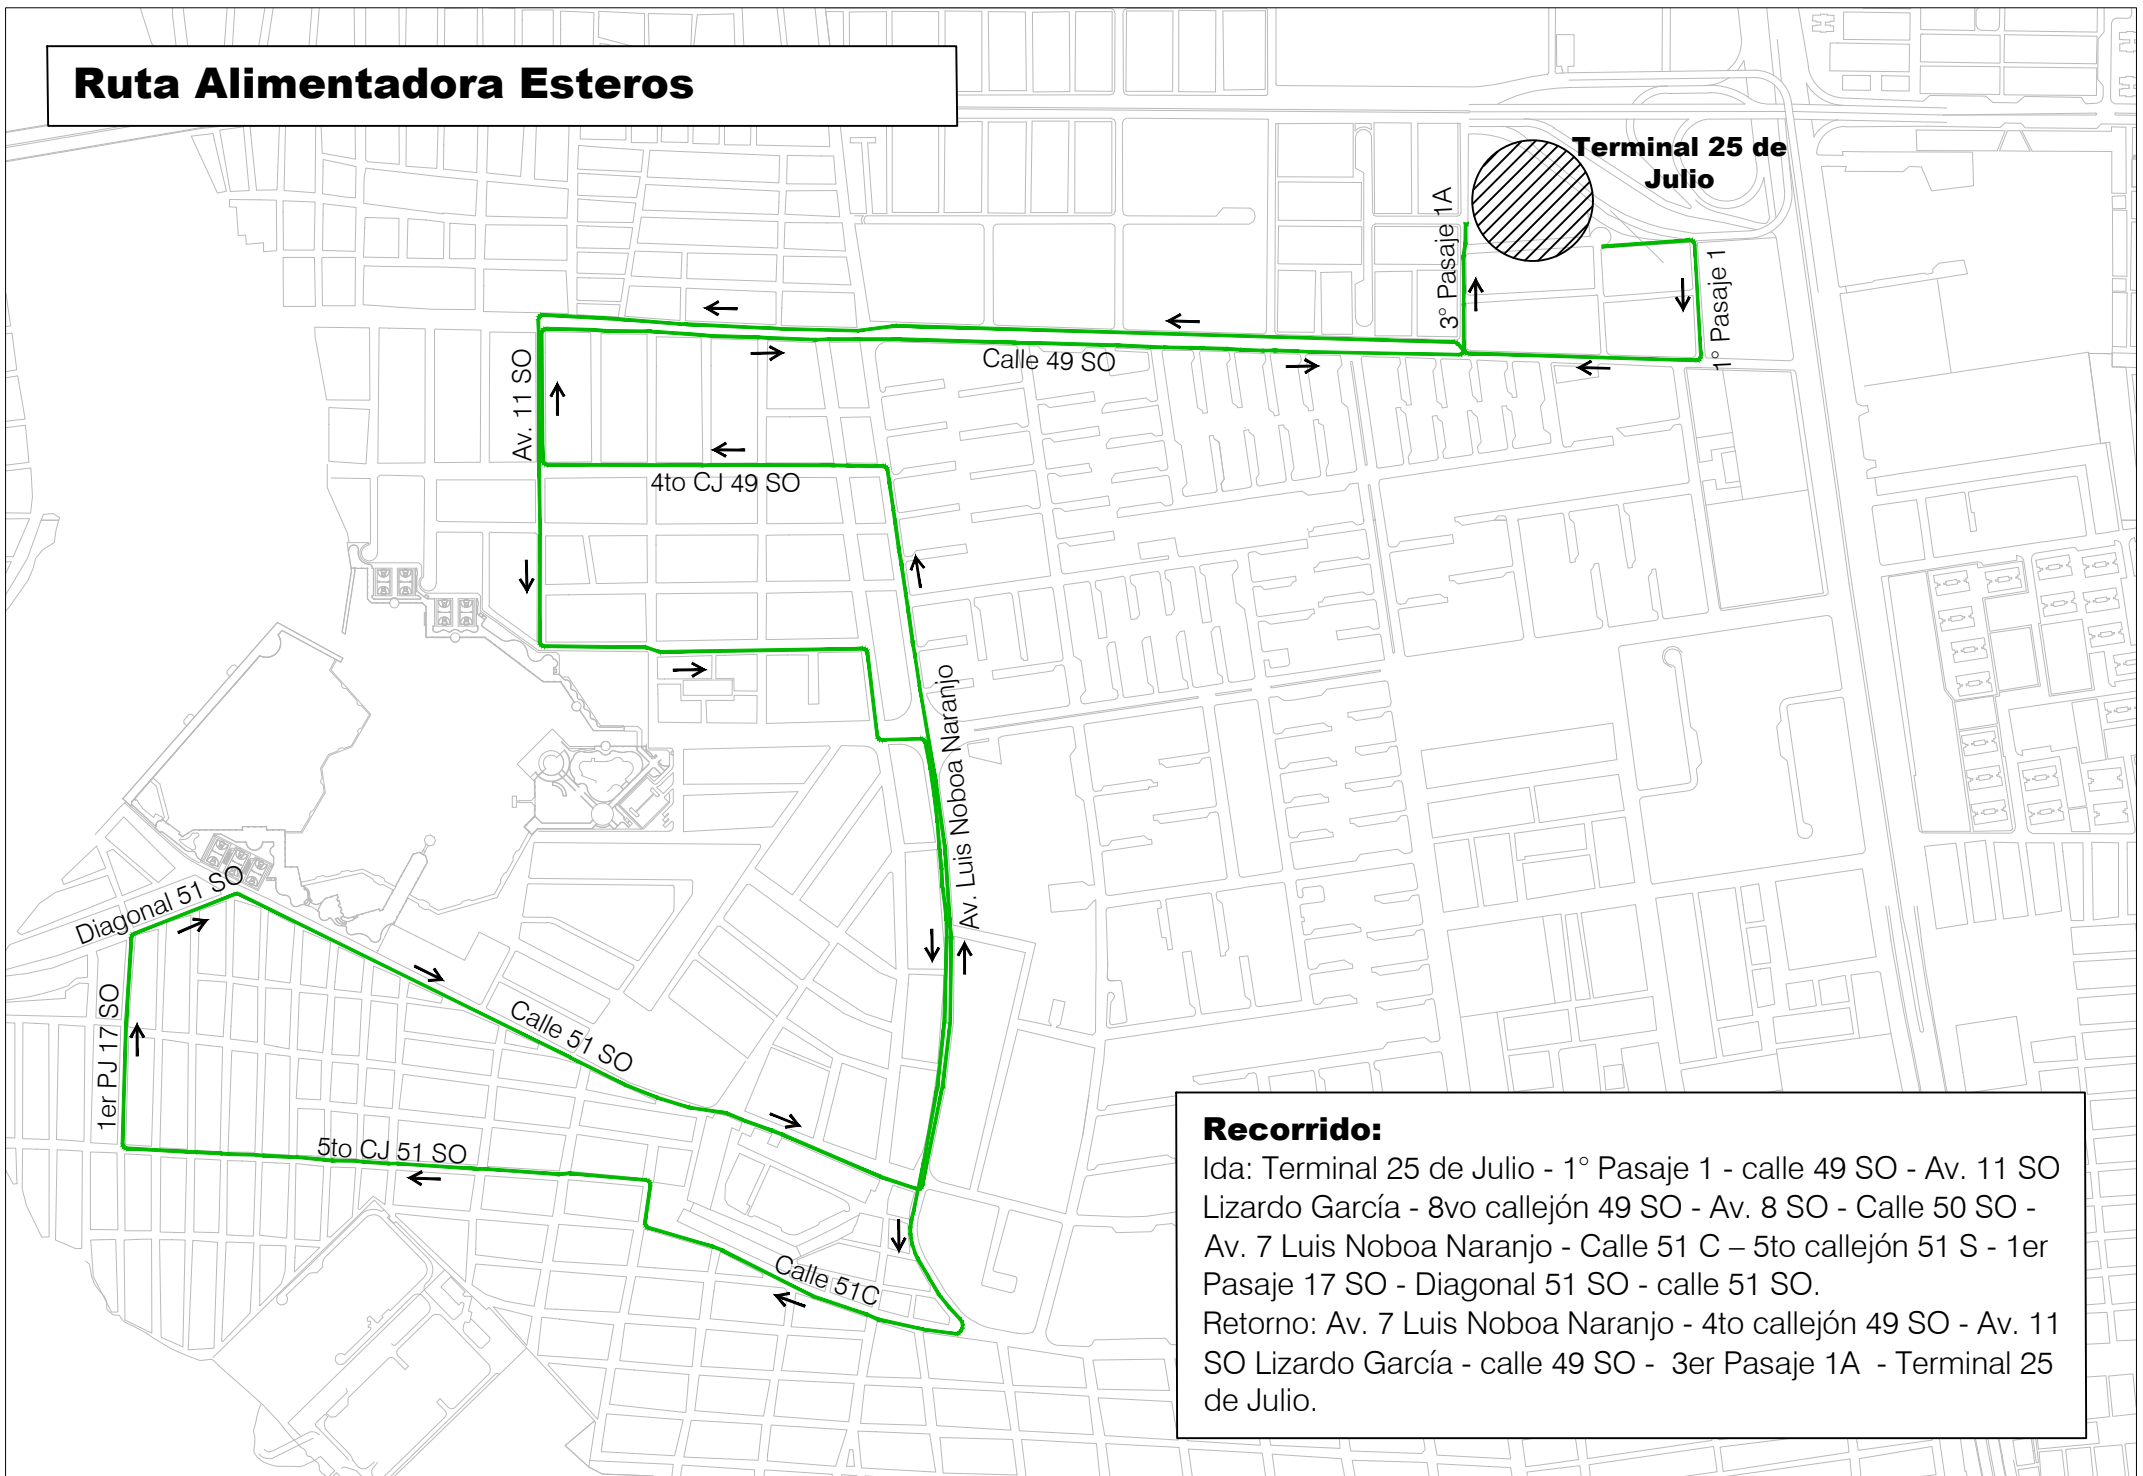 Ruta Alimentadora Esteros
Terminal 25 de
Julio
3° Pasaje 1A
1° Pasaje 1
Calle 49 SO
Av. 11 SO
4to CJ 49 SO
Av. Luis Noboa Naranjo
Diagonal 51 SO
1er PJ 17 SO
Calle 51 SO
5to CJ 51 SO
Calle 51C
Recorrido:
Ida: Terminal 25 de Julio - 1° Pasaje 1 - calle 49 SO - Av. 11 SO
Lizardo García - 8vo callejón 49 SO - Av. 8 SO - Calle 50 SO -
Av. 7 Luis Noboa Naranjo - Calle 51 C – 5to callejón 51 S - 1er
Pasaje 17 SO - Diagonal 51 SO - calle 51 SO.
Retorno: Av. 7 Luis Noboa Naranjo - 4to callejón 49 SO - Av. 11
SO Lizardo García - calle 49 SO - 3er Pasaje 1A - Terminal 25
de Julio.